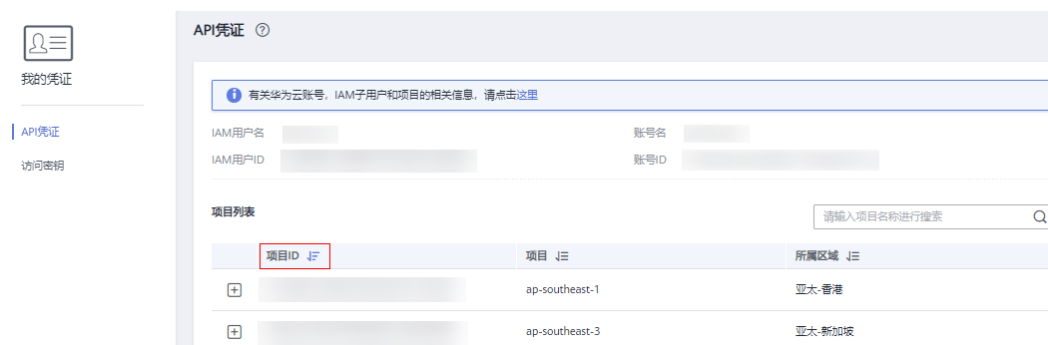 API凭证
我的凭证
有关华为云账号，IAM子用户和项目的相关信息，请点击这里
API凭证
访问密钥
IAM用户名
账号名
IAM用户ID
账号ID
项目列表
请输入项目名称进行搜索
项目ID 项目 所属区域
ap-southeast-1 亚太-香港
ap-southeast-3 亚太-新加坡